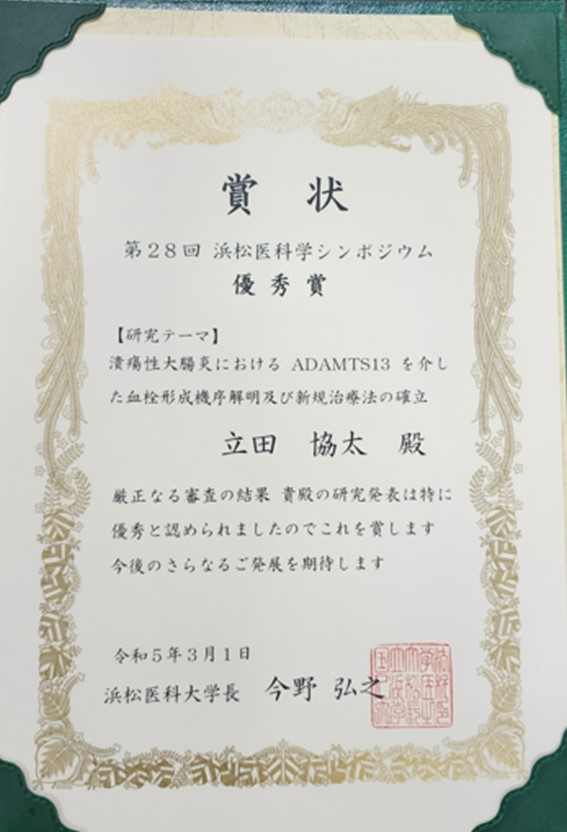 賞 状
第28回 浜松医科学シンポジウム
優 秀 賞
【研究テーマ】
潰瘍性大腸炎における ADAMTS13 を介し
た血栓形成機序解明及び新規治療法の確立
立田 協太 殿
厳正なる審査の結果 貴殿の研究発表は特に
優秀と認められましたのでこれを賞します
今後のさらなるご発展を期待します
令和5年3月1日
浜松医科大学長 今野 弘之